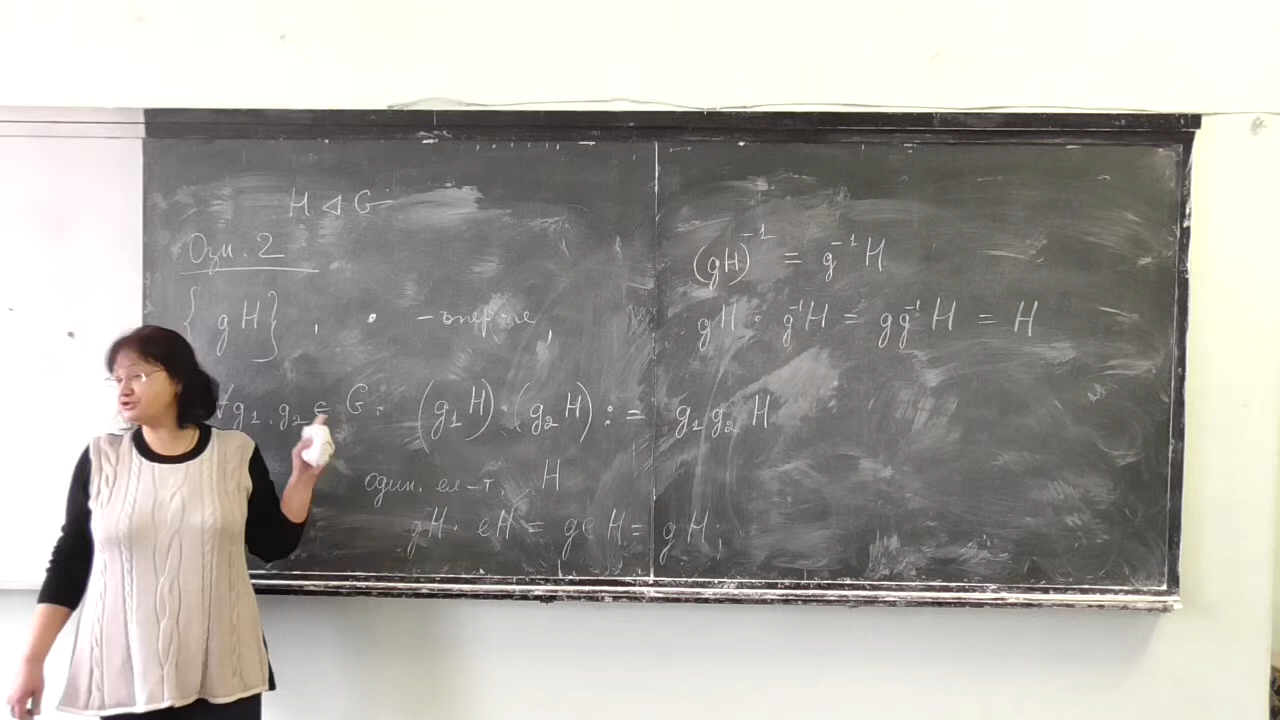 H ⊲ G
Озн. 2
{gH}, •
∀g₁, g₂ ∈ G: (g₁H)·(g₂H) := g₁g₂H
один. ел-т. H
gH · eH = geH = gH;
(gH)⁻¹ = g⁻¹H
gH · g⁻¹H = gg⁻¹H = H